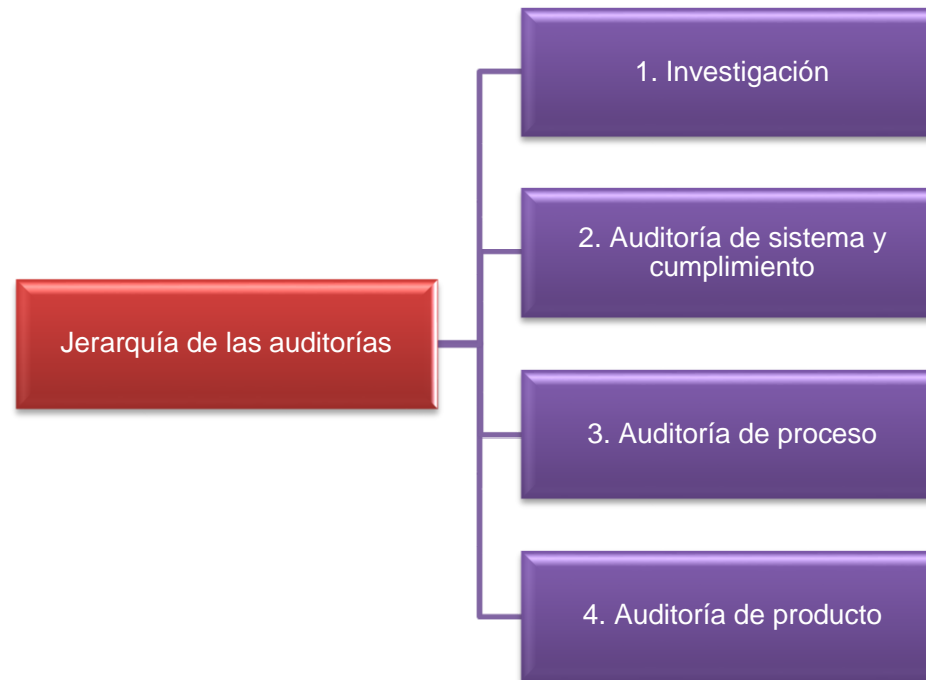 1. Investigación
2. Auditoría de sistema y
cumplimiento
Jerarquía de las auditorías
3. Auditoría de proceso
4. Auditoría de producto